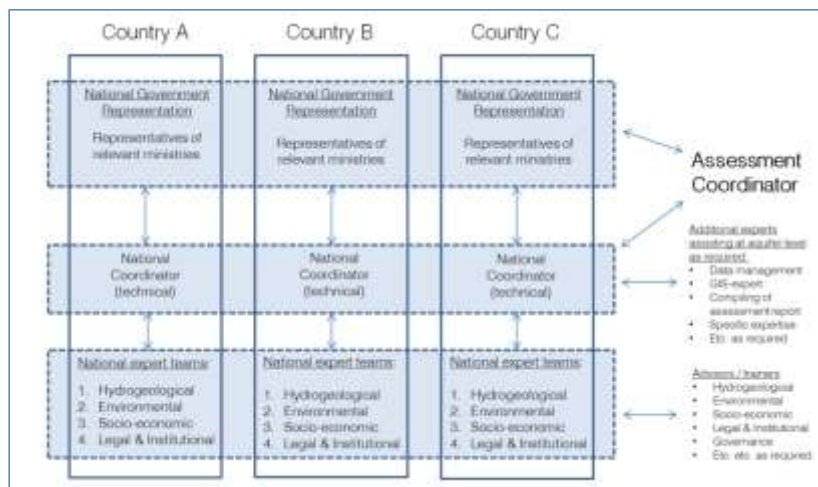 Country A
Country B
Country C
National Government
Representation
Representatives of
relevant ministries
National Government
Representation
Representatives of
relevant ministries
National Government
Representation
Representatives of
relevant ministries
Assessment
Coordinator
National
Coordinator
(technical)
National
Coordinator
(technical)
National
Coordinator
(technical)
Additional experts
assisting at aquifer level
as required:
• Data management
• GIS-expert
• Compiling of
assessment report
• Specific expertise
• Etc. as required
National expert teams:
1. Hydrogeological
2. Environmental
3. Socio-economic
4. Legal & Institutional
National expert teams:
1. Hydrogeological
2. Environmental
3. Socio-economic
4. Legal & Institutional
National expert teams:
1. Hydrogeological
2. Environmental
3. Socio-economic
4. Legal & Institutional
Advisors / trainers
• Hydrogeological
• Environmental
• Socio-economic
• Legal & Institutional
• Governance
• Etc. etc. as required